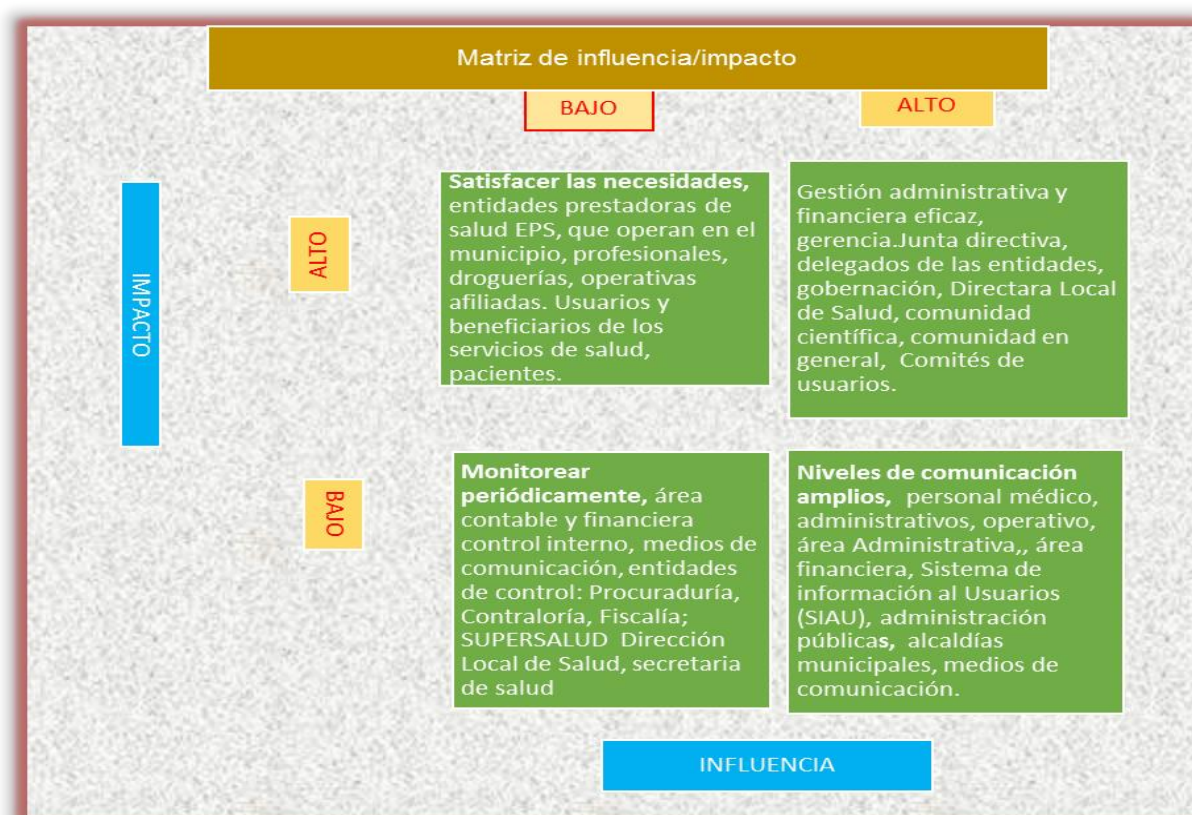 Matriz de influencia/impacto
BAJO
ALTO
IMPACTO
ALTO
Satisfacer las necesidades,
entidades prestadoras de
salud EPS, que operan en el
municipio, profesionales,
droguerías, operativas
afiliadas. Usuarios y
beneficiarios de los
servicios de salud,
pacientes.
Gestión administrativa y
financiera eficaz,
gerencia.Junta directiva,
delegados de las entidades,
gobernación, Directara Local
de Salud, comunidad
científica, comunidad en
general, Comités de
usuarios.
BAJO
Monitorear
periódicamente, área
contable y financiera
control interno, medios de
comunicación, entidades
de control: Procuraduría,
Contraloría, Fiscalía;
SUPERSALUD Dirección
Local de Salud, secretaria
de salud
Niveles de comunicación
amplios, personal médico,
administrativos, operativo,
área Administrativa,, área
financiera, Sistema de
información al Usuarios
(SIAU), administración
públicas, alcaldías
municipales, medios de
comunicación.
INFLUENCIA